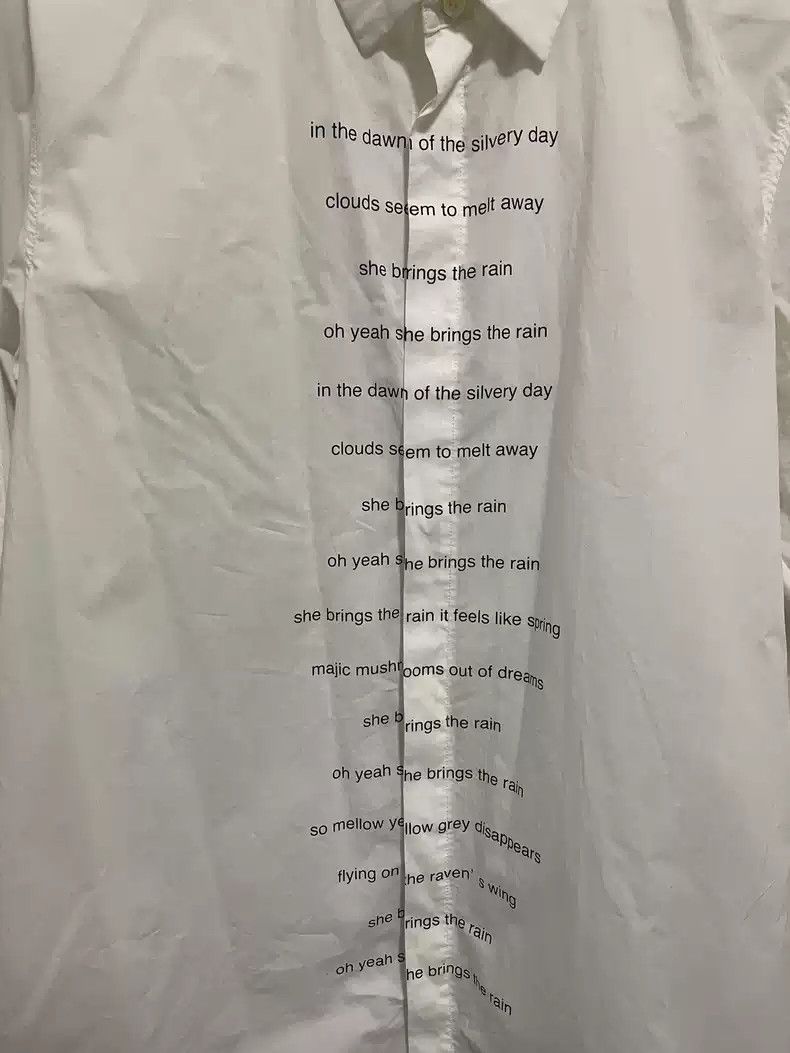 in the dawn of the silvery day
clouds seem to melt away
she brings the rain
oh yeah she brings the rain
in the dawn of the silvery day
clouds seem to melt away
she brings the rain
oh yeah she brings the rain
she brings the rain it feels like spring
majic mushrooms out of dreams
she brings the rain
oh yeah she brings the rain
so mellow yellow grey disappears
flying on the raven's wing
she brings the rain
oh yeah she brings the rain